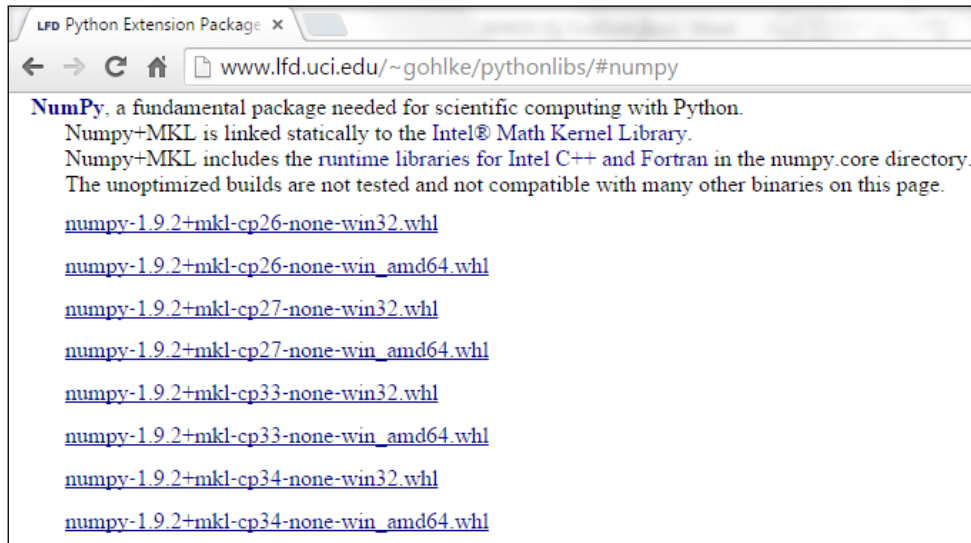 LFD Python Extension Package
www.lfd.uci.edu/~gohlke/pythonlibs/#numpy
NumPy, a fundamental package needed for scientific computing with Python.
Numpy+MKL is linked statically to the Intel® Math Kernel Library.
Numpy+MKL includes the runtime libraries for Intel C++ and Fortran in the numpy.core directory.
The unoptimized builds are not tested and not compatible with many other binaries on this page.
numpy-1.9.2+mkl-cp26-none-win32.whl
numpy-1.9.2+mkl-cp26-none-win_amd64.whl
numpy-1.9.2+mkl-cp27-none-win32.whl
numpy-1.9.2+mkl-cp27-none-win_amd64.whl
numpy-1.9.2+mkl-cp33-none-win32.whl
numpy-1.9.2+mkl-cp33-none-win_amd64.whl
numpy-1.9.2+mkl-cp34-none-win32.whl
numpy-1.9.2+mkl-cp34-none-win_amd64.whl